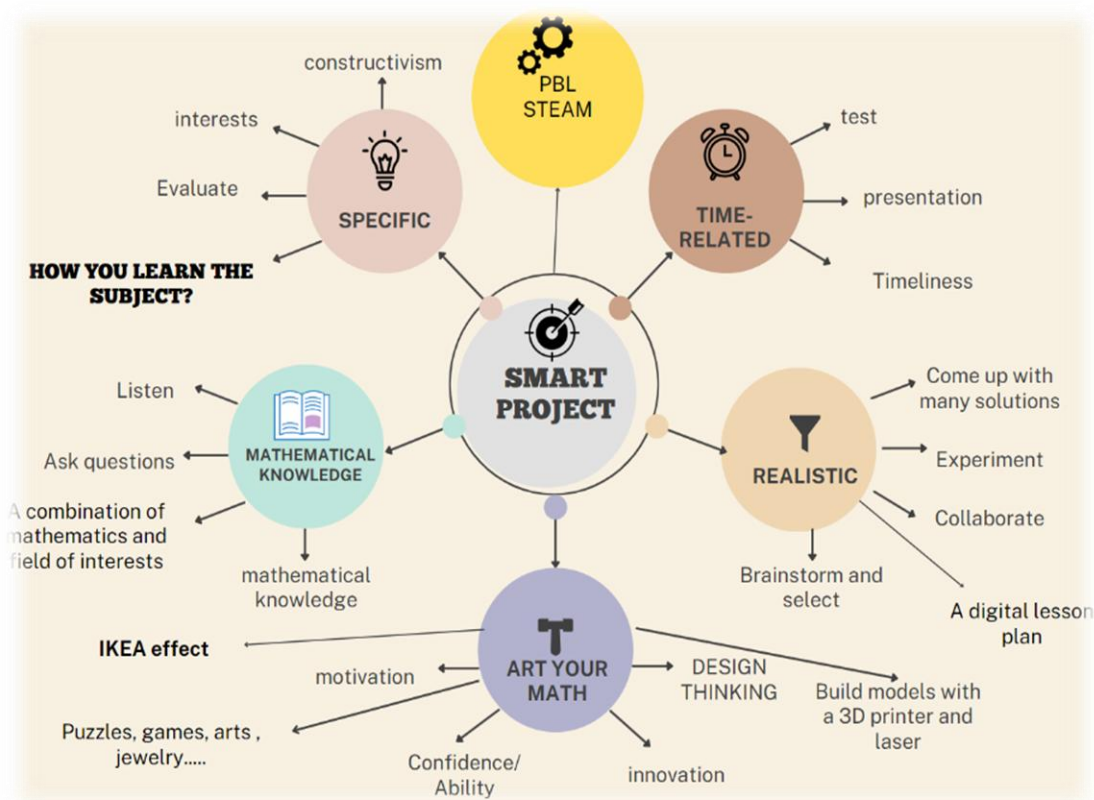 PBL
STEAM
constructivism
interests
Evaluate
HOW YOU LEARN THE
SUBJECT?
SPECIFIC
TIME-
RELATED
test
presentation
Timeliness
SMART
PROJECT
Listen
Ask questions
A combination of
mathematics and
field of interests
mathematical
knowledge
MATHEMATICAL
KNOWLEDGE
REALISTIC
Come up with
many solutions
Experiment
Collaborate
Brainstorm and
select
A digital lesson
plan
ART YOUR
MATH
IKEA effect
motivation
Puzzles, games, arts ,
jewelry.....
Confidence/
Ability
innovation
DESIGN
THINKING
Build models with
a 3D printer and
laser